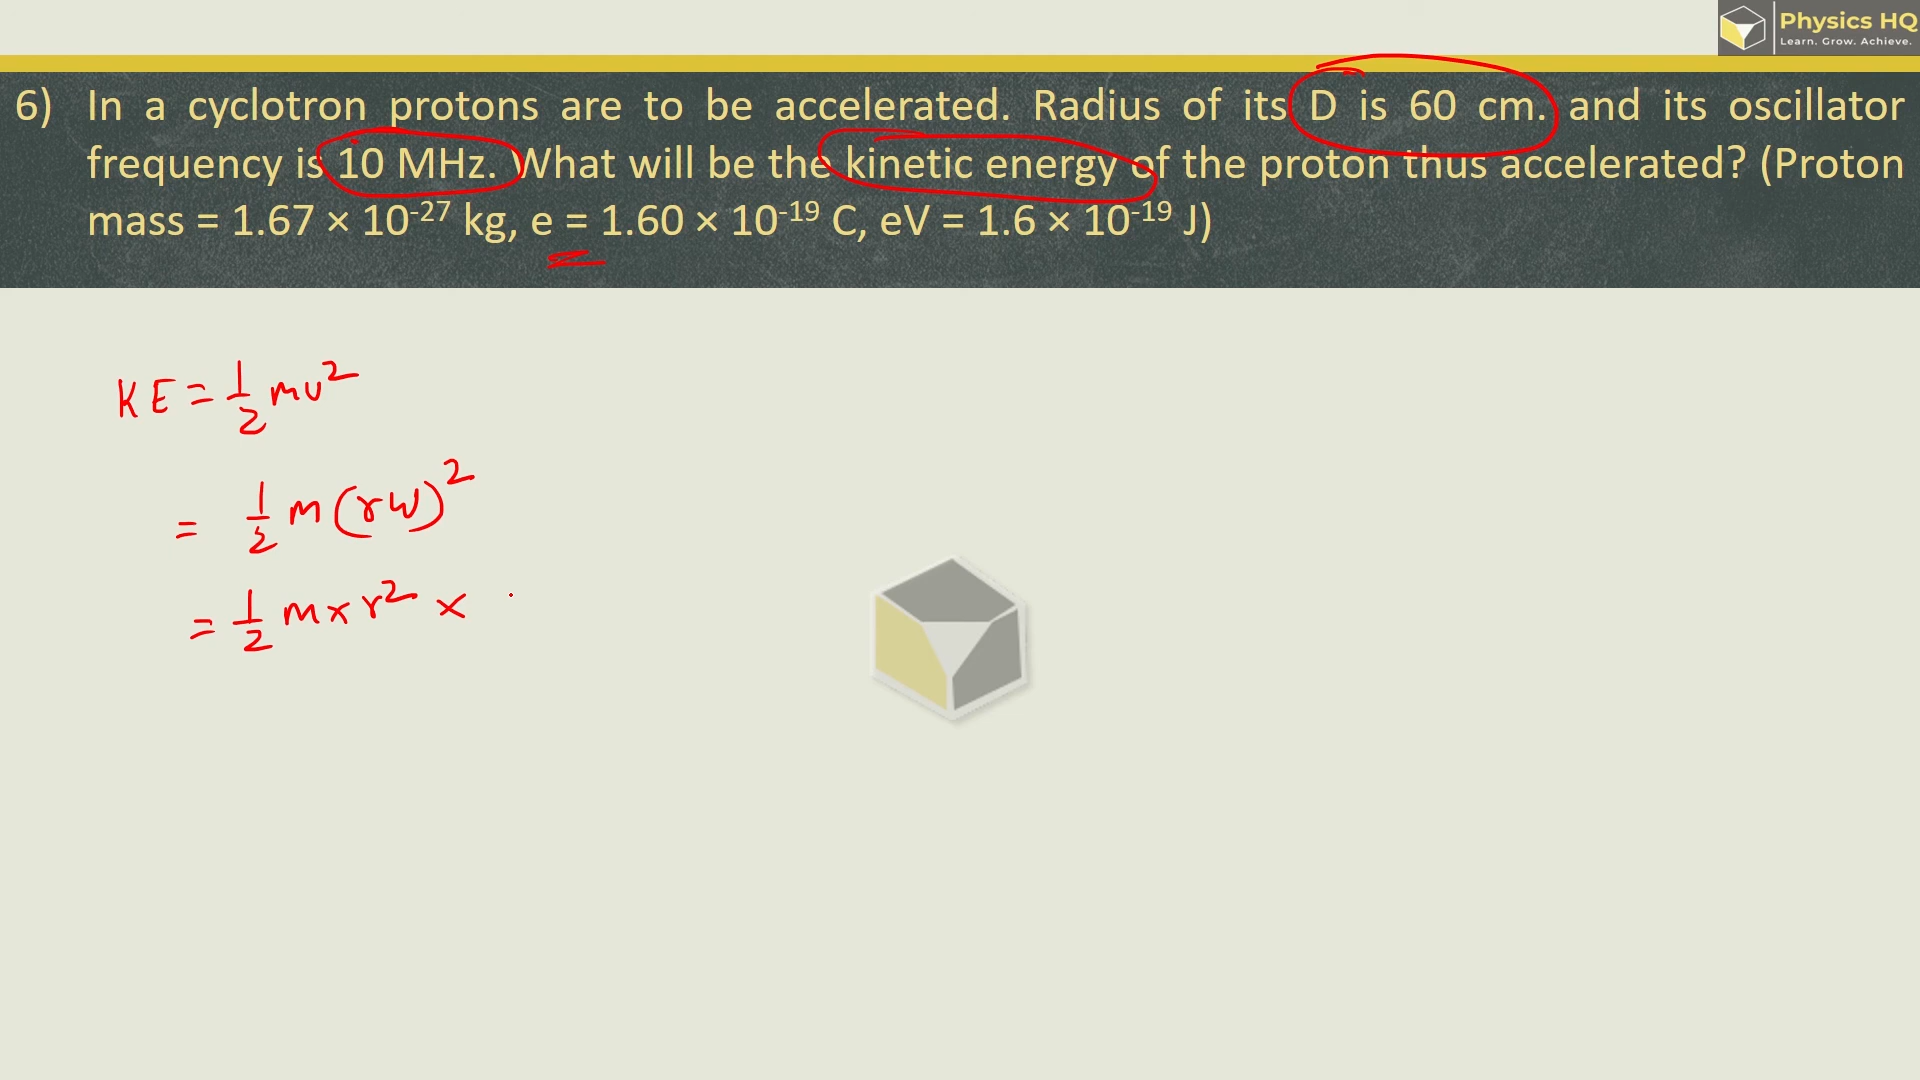 Physics HQ
Learn. Grow. Achieve.
6) In a cyclotron protons are to be accelerated. Radius of its D is 60 cm. and its oscillator
frequency is 10 MHz. What will be the kinetic energy of the proton thus accelerated? (Proton
mass = 1.67 × 10⁻²⁷ kg, e = 1.60 × 10⁻¹⁹ C, eV = 1.6 × 10⁻¹⁹ J)
KE = 1/2 mv²
= 1/2 m(rω)²
= 1/2 m × r² ×